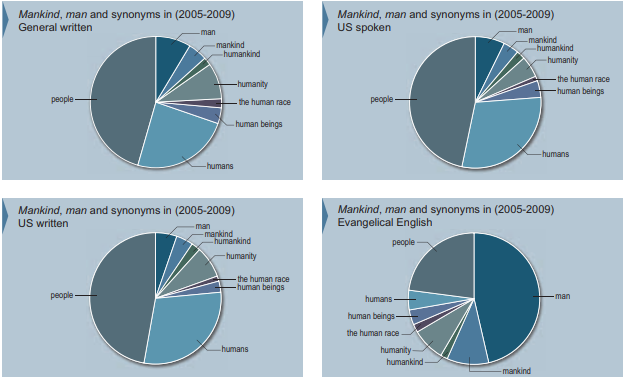 Mankind, man and synonyms in (2005-2009)
General written
man
mankind
humankind
humanity
the human race
human beings
humans
people
Mankind, man and synonyms in (2005-2009)
US spoken
man
mankind
humankind
humanity
the human race
human beings
humans
people
Mankind, man and synonyms in (2005-2009)
US written
man
mankind
humankind
humanity
the human race
human beings
humans
people
Mankind, man and synonyms in (2005-2009)
Evangelical English
people
humans
human beings
the human race
humanity
humankind
mankind
man